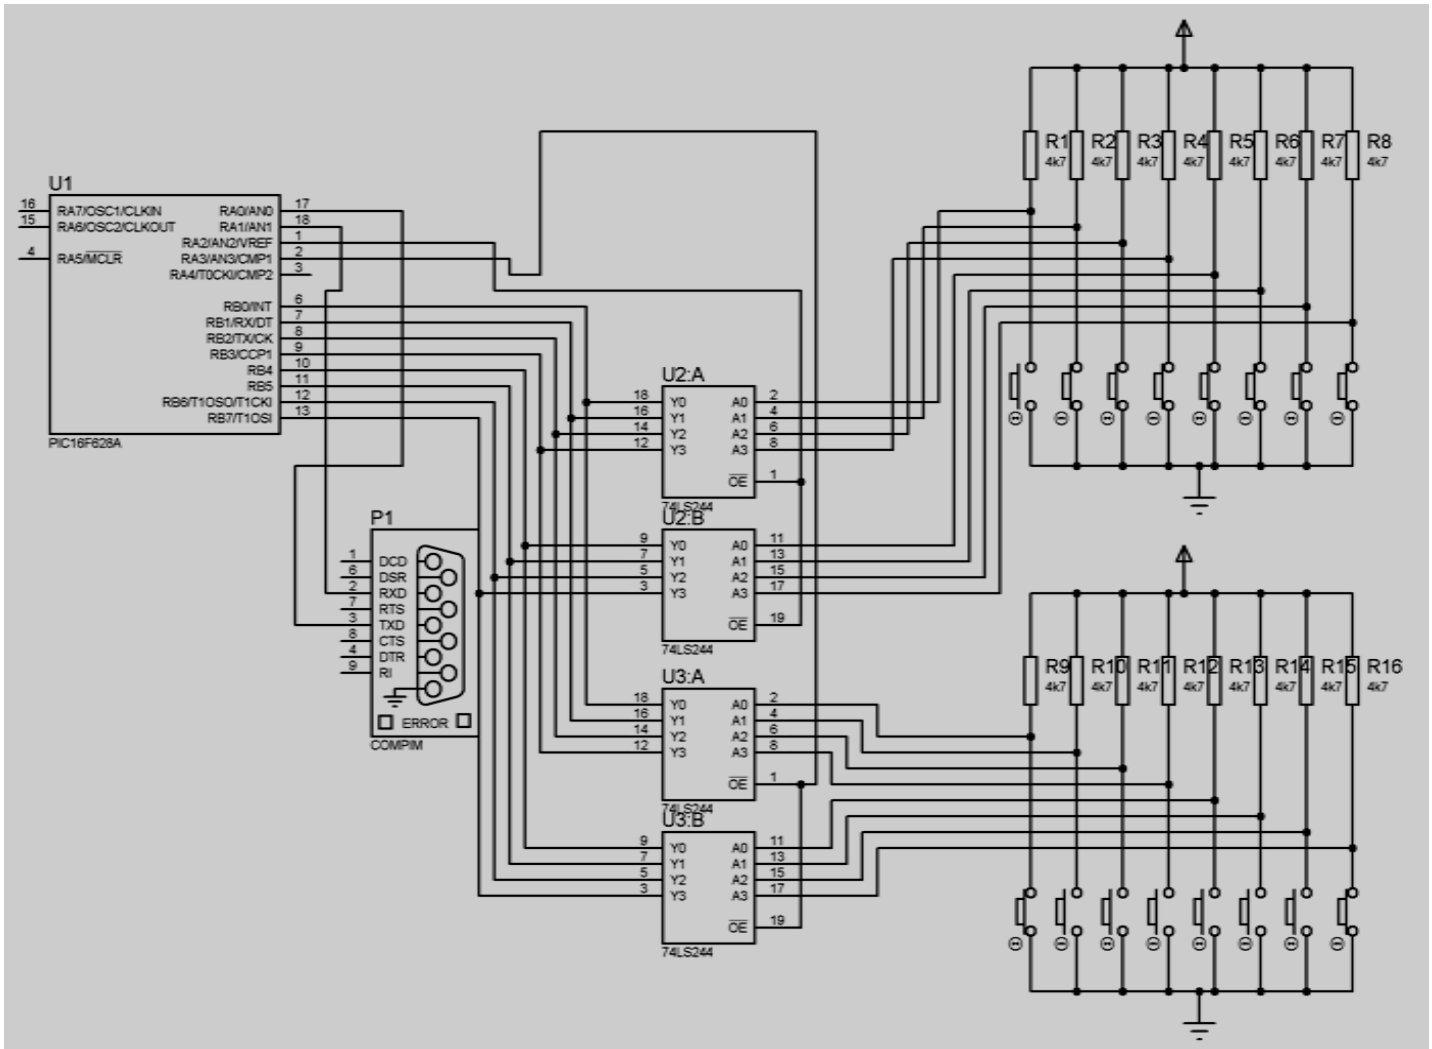 U1
16 RA7/OSC1/CLKIN RA0/AN0 17
15 RA6/OSC2/CLKOUT RA1/AN1 18
RA2/AN2/VREF 1
4 RA5/MCLR RA3/AN3/CMP1 2
RA4/T0CKI/CMP2 3
RB0/INT 6
RB1/RX/DT 7
RB2/TX/CK 8
RB3/CCP1 9
RB4 10
RB5 11
RB6/T1OSO/T1CKI 12
RB7/T1OSI 13
PIC16F628A
P1
1 DCD
6 DSR
2 RXD
7 RTS
3 TXD
8 CTS
4 DTR
9 RI
ERROR
COMPIM
U2:A
18 Y0 A0 2
16 Y1 A1 4
14 Y2 A2 6
12 Y3 A3 8
OE 1
74LS244
U2:B
9 Y0 A0 11
7 Y1 A1 13
5 Y2 A2 15
3 Y3 A3 17
OE 19
74LS244
U3:A
18 Y0 A0 2
16 Y1 A1 4
14 Y2 A2 6
12 Y3 A3 8
OE 1
74LS244
U3:B
9 Y0 A0 11
7 Y1 A1 13
5 Y2 A2 15
3 Y3 A3 17
OE 19
74LS244
R1 R2 R3 R4 R5 R6 R7 R8
4k7 4k7 4k7 4k7 4k7 4k7 4k7 4k7
R9 R10 R11 R12 R13 R14 R15 R16
4k7 4k7 4k7 4k7 4k7 4k7 4k7 4k7